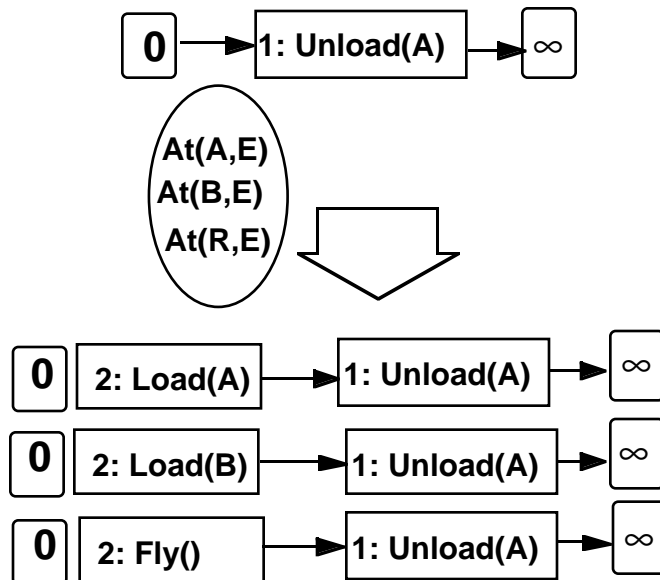 0 1: Unload(A) ∞
At(A,E)
At(B,E)
At(R,E)
0 2: Load(A) 1: Unload(A) ∞
0 2: Load(B) 1: Unload(A) ∞
0 2: Fly() 1: Unload(A) ∞